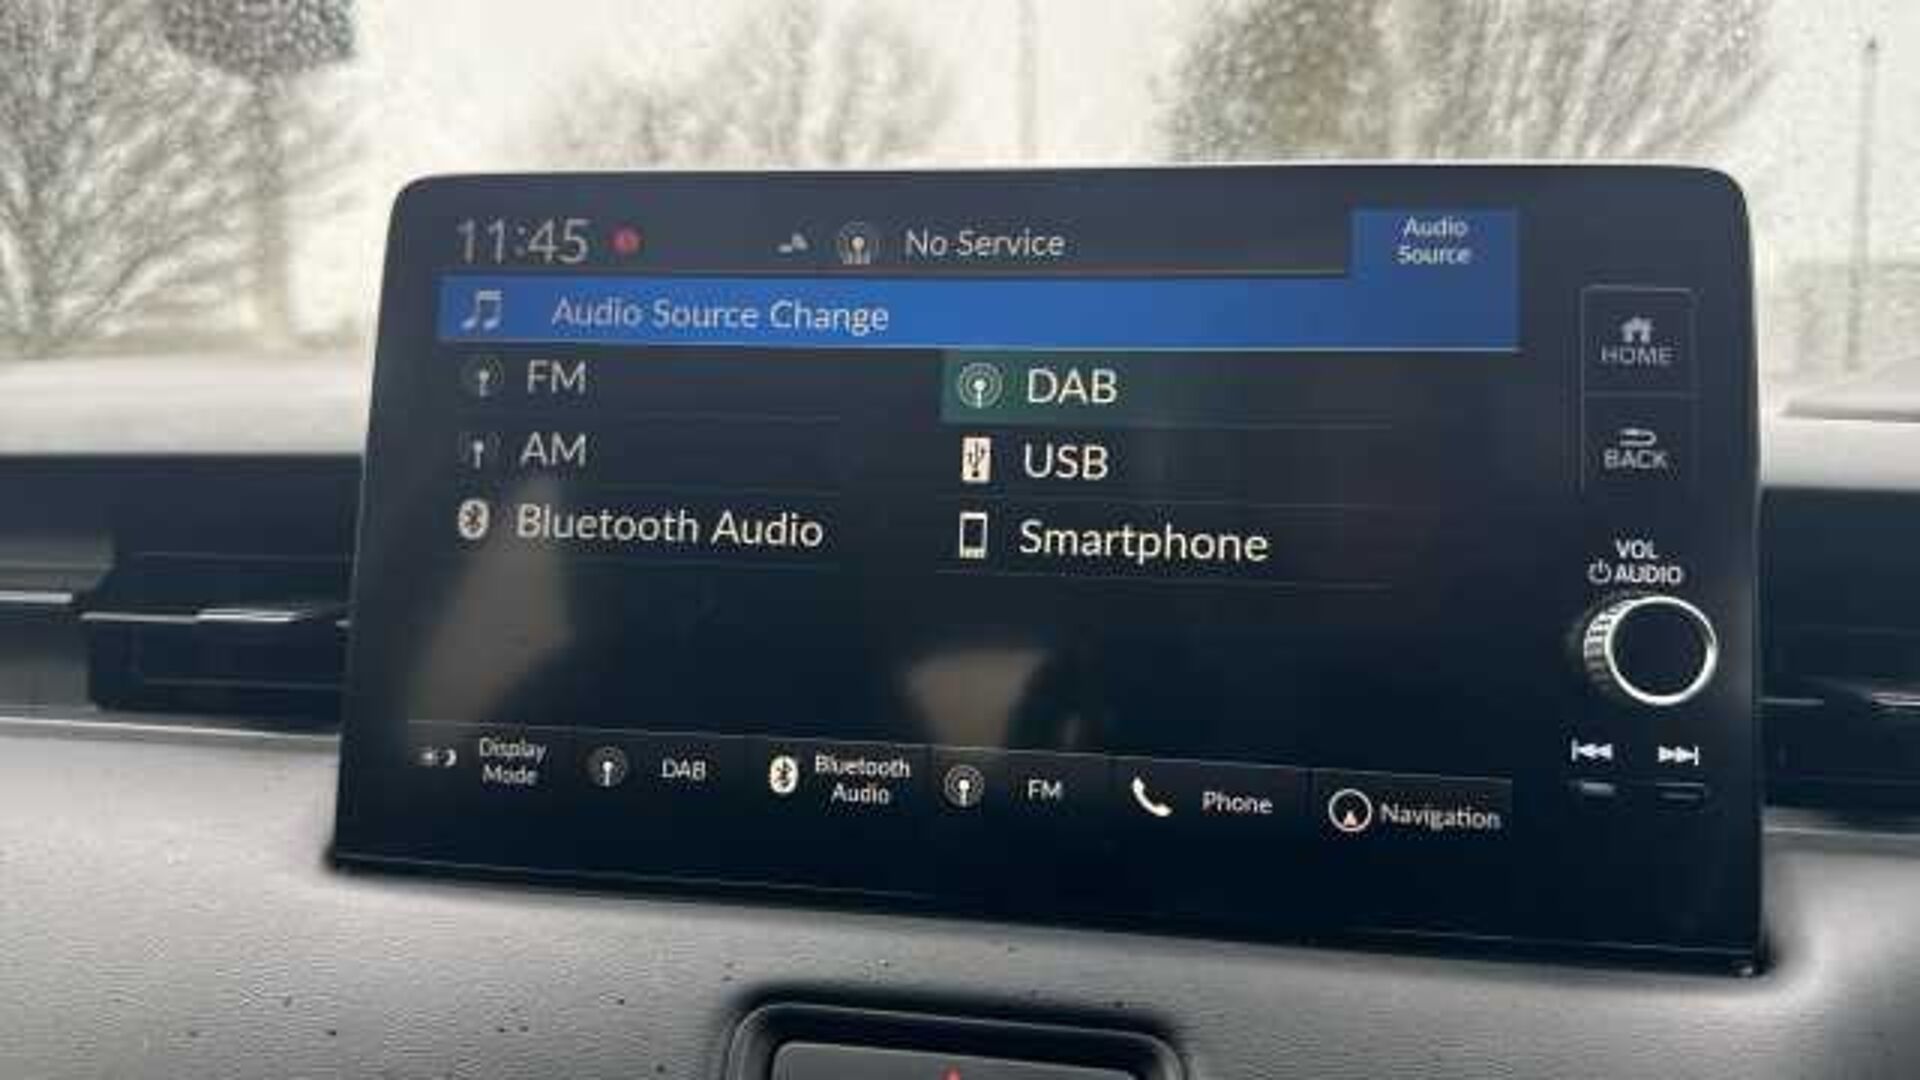 11:45 No Service
Audio
Source
Audio Source Change
FM
DAB
AM
USB
Bluetooth Audio
Smartphone
HOME
BACK
VOL
AUDIO
Display
Mode
DAB
Bluetooth
Audio
FM
Phone
Navigation